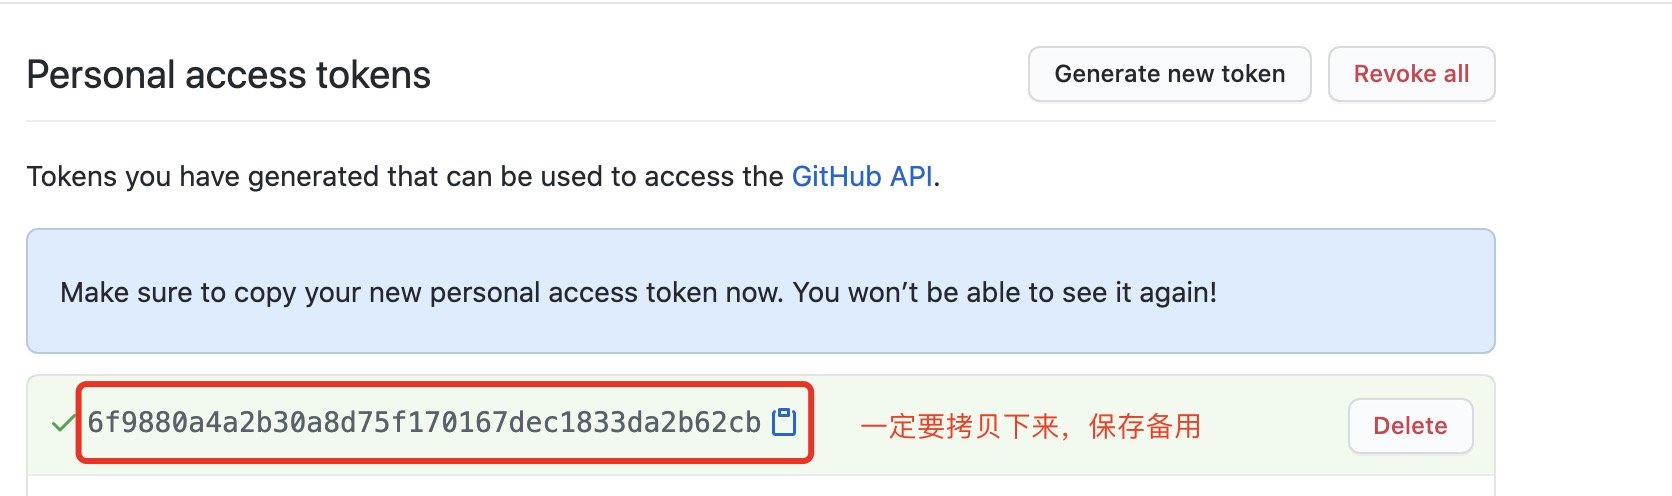 Personal access tokens
Generate new token
Revoke all
Tokens you have generated that can be used to access the GitHub API.
Make sure to copy your new personal access token now. You won’t be able to see it again!
6f9880a4a2b30a8d75f170167dec1833da2b62cb
一定要拷贝下来，保存备用
Delete